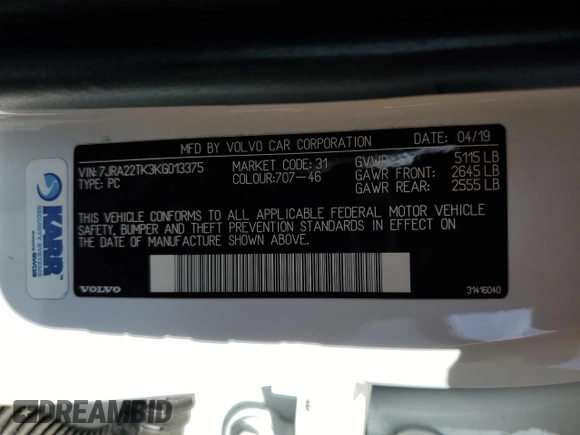 MFD BY VOLVO CAR CORPORATION DATE: 04/19
VIN: 7JRA22TK3KG013375 MARKET CODE: 31 GVWR: 5115 LB
TYPE: PC COLOUR:707-46 GAWR FRONT: 2645 LB
GAWR REAR: 2555 LB
THIS VEHICLE CONFORMS TO ALL APPLICABLE FEDERAL MOTOR VEHICLE
SAFETY, BUMPER AND THEFT PREVENTION STANDARDS IN EFFECT ON
THE DATE OF MANUFACTURE SHOWN ABOVE.
VOLVO 31416040
KARR
SECURITY SYSTEMS
DREAMBID